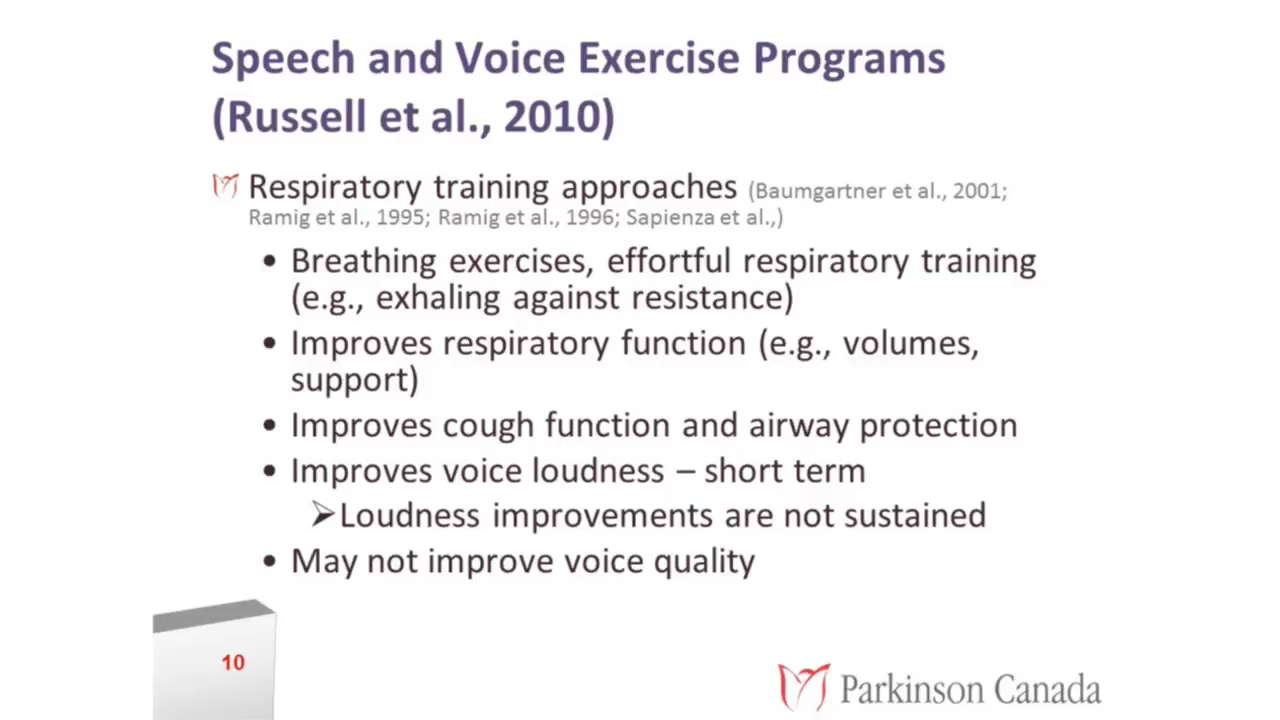 Speech and Voice Exercise Programs
(Russell et al., 2010)
Respiratory training approaches (Baumgartner et al., 2001;
Ramig et al., 1995; Ramig et al., 1996; Sapienza et al.,)
• Breathing exercises, effortful respiratory training
(e.g., exhaling against resistance)
• Improves respiratory function (e.g., volumes,
support)
• Improves cough function and airway protection
• Improves voice loudness – short term
➢Loudness improvements are not sustained
• May not improve voice quality
10
Parkinson Canada